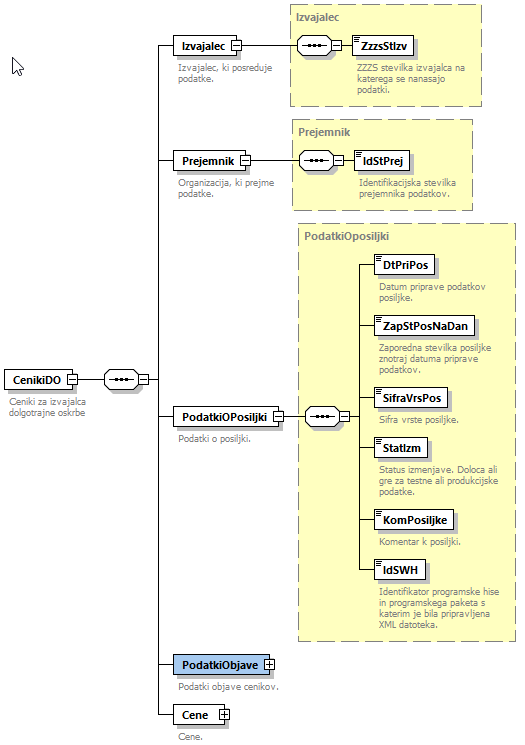 CenikiDO
Ceniki za izvajalca
dolgotrajne oskrbe
Izvajalec
Izvajalec, ki posreduje
podatke.
Izvajalec
ZzzsStIzv
ZZZS stevilka izvajalca na
katerega se nanasajo
podatki.
Prejemnik
Organizacija, ki prejme
podatke.
Prejemnik
IdStPrej
Identifikacijska stevilka
prejemnika podatkov.
PodatkiOPosiljki
Podatki o posiljki.
PodatkiOposiljki
DtPriPos
Datum priprave podatkov
posiljke.
ZapStPosNaDan
Zaporedna stevilka posiljke
znotraj datuma priprave
podatkov.
SifraVrsPos
Sifra vrste posiljke.
StatIzm
Status izmenjave. Doloca ali
gre za testne ali produkcijske
podatke.
KomPosiljke
Komentar k posiljki.
IdSWH
Identifikator programske hise
in programskega paketa s
katerim je bila pripravljena
XML datoteka.
PodatkiObjave
Podatki objave cenikov.
Cene
Cene.